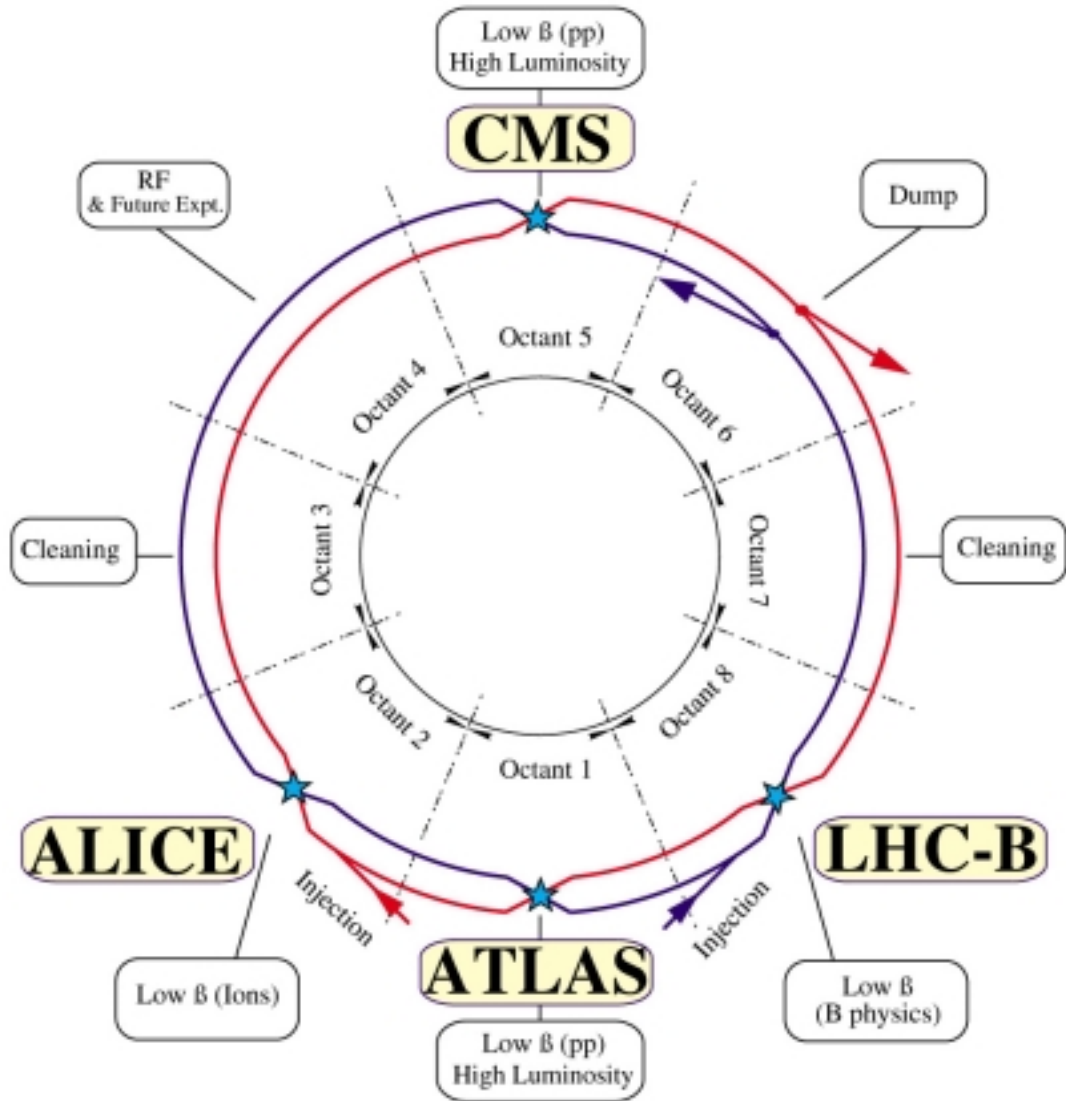 Low ß (pp)
High Luminosity
CMS
RF
& Future Expt.
Dump
Octant 5
Octant 4
Octant 6
Cleaning
Octant 3
Octant 7
Cleaning
Octant 2
Octant 8
Octant 1
ALICE
LHC-B
Injection
Injection
ATLAS
Low ß (Ions)
Low ß
(B physics)
Low ß (pp)
High Luminosity